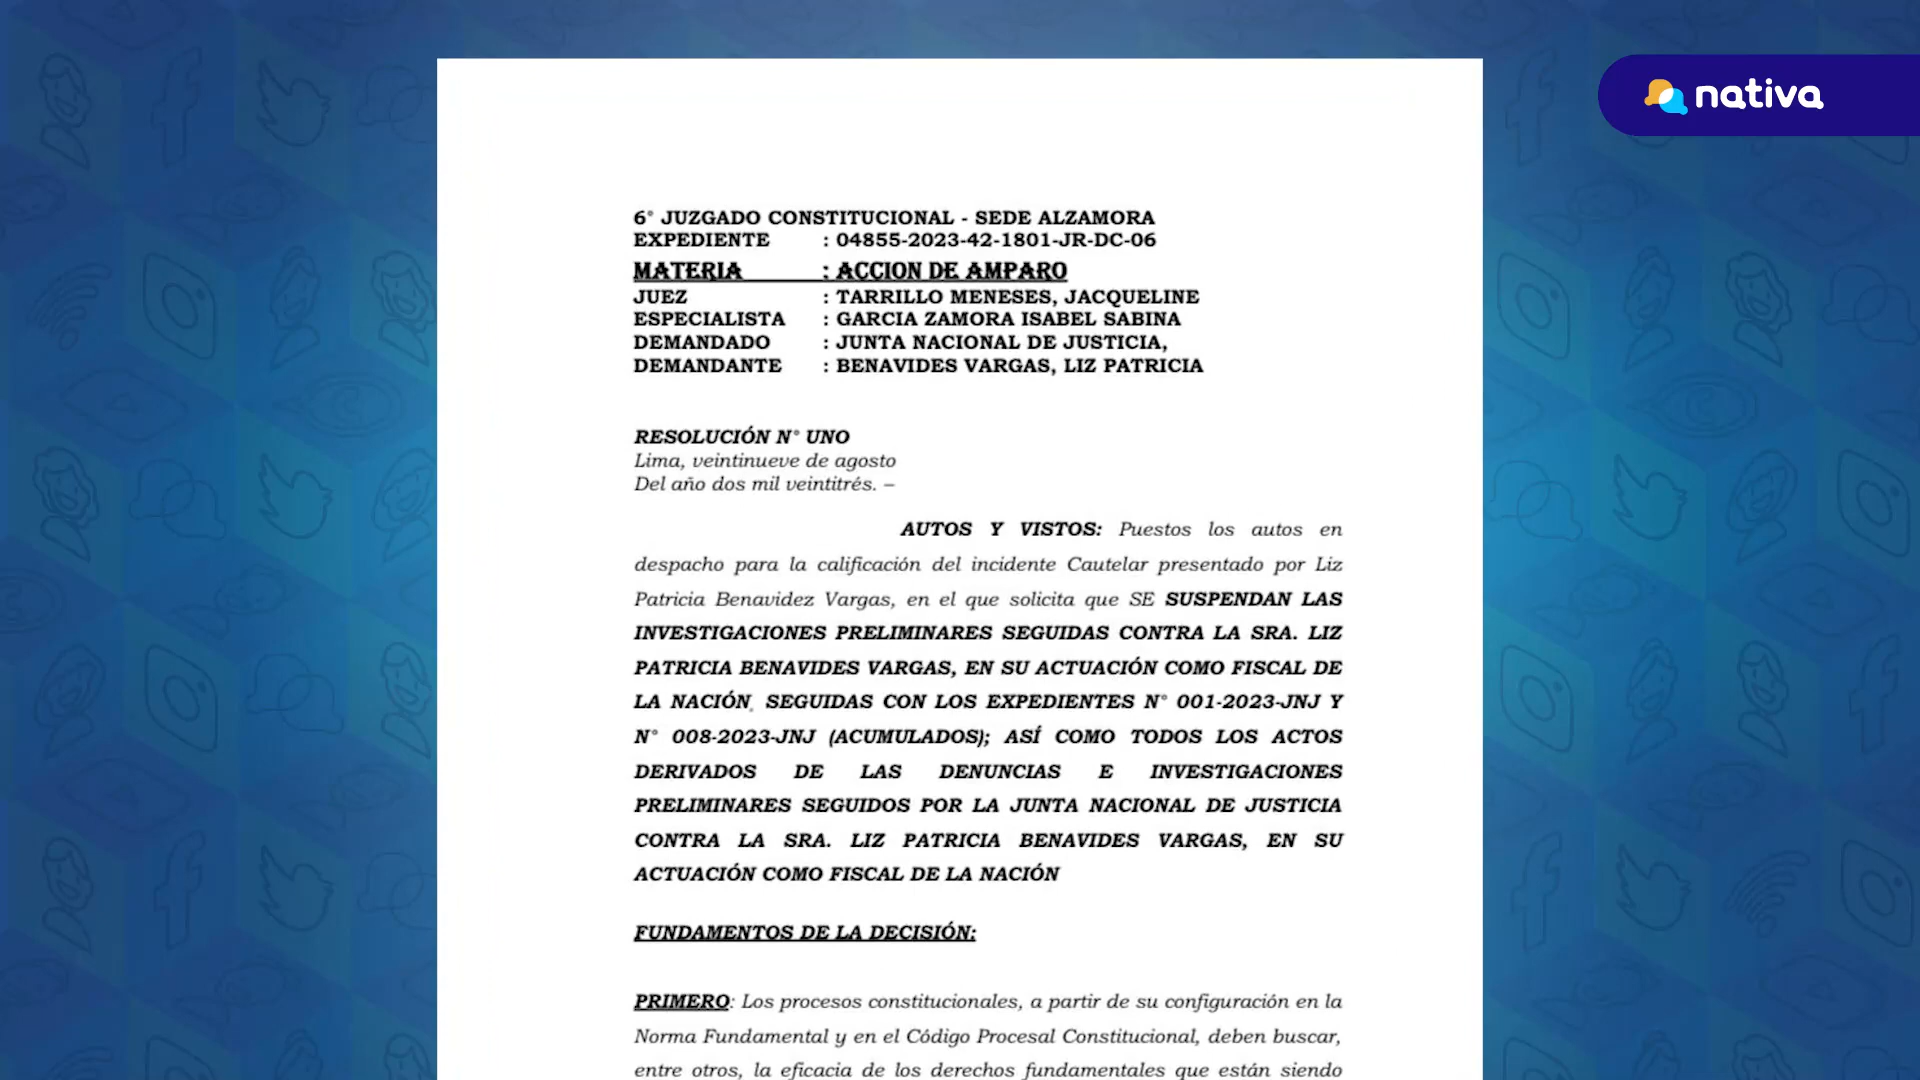 nativa
6° JUZGADO CONSTITUCIONAL - SEDE ALZAMORA
EXPEDIENTE : 04855-2023-42-1801-JR-DC-06
MATERIA : ACCION DE AMPARO
JUEZ : TARRILLO MENESES, JACQUELINE
ESPECIALISTA : GARCIA ZAMORA ISABEL SABINA
DEMANDADO : JUNTA NACIONAL DE JUSTICIA,
DEMANDANTE : BENAVIDES VARGAS, LIZ PATRICIA
RESOLUCIÓN N° UNO
Lima, veintinueve de agosto
Del año dos mil veintitrés. –
AUTOS Y VISTOS: Puestos los autos en
despacho para la calificación del incidente Cautelar presentado por Liz
Patricia Benavidez Vargas, en el que solicita que SE SUSPENDAN LAS
INVESTIGACIONES PRELIMINARES SEGUIDAS CONTRA LA SRA. LIZ
PATRICIA BENAVIDES VARGAS, EN SU ACTUACIÓN COMO FISCAL DE
LA NACIÓN, SEGUIDAS CON LOS EXPEDIENTES N° 001-2023-JNJ Y
N° 008-2023-JNJ (ACUMULADOS); ASÍ COMO TODOS LOS ACTOS
DERIVADOS DE LAS DENUNCIAS E INVESTIGACIONES
PRELIMINARES SEGUIDOS POR LA JUNTA NACIONAL DE JUSTICIA
CONTRA LA SRA. LIZ PATRICIA BENAVIDES VARGAS, EN SU
ACTUACIÓN COMO FISCAL DE LA NACIÓN
FUNDAMENTOS DE LA DECISIÓN:
PRIMERO: Los procesos constitucionales, a partir de su configuración en la
Norma Fundamental y en el Código Procesal Constitucional, deben buscar,
entre otros, la eficacia de los derechos fundamentales que están siendo